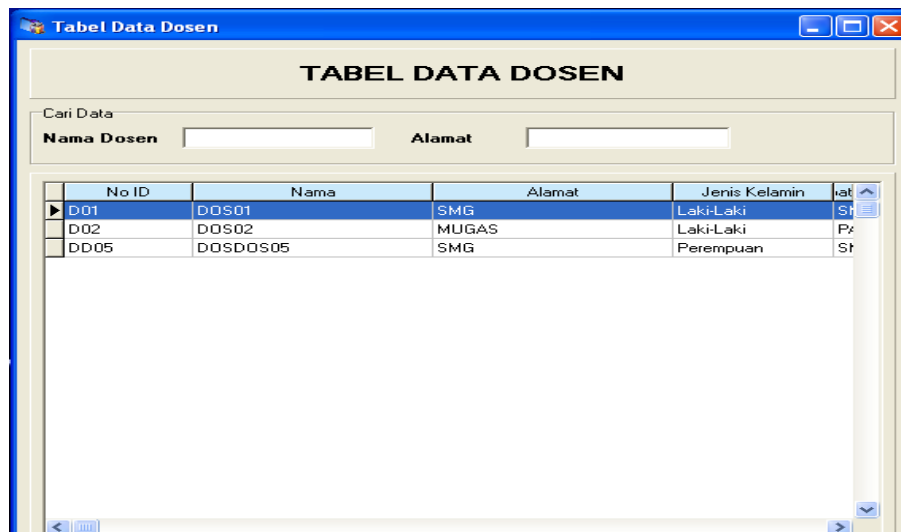 Tabel Data Dosen
TABEL DATA DOSEN
Cari Data
Nama Dosen Alamat
No ID Nama Alamat Jenis Kelamin
D01 DOS01 SMG Laki-Laki
D02 DOS02 MUGAS Laki-Laki
DD05 DOSDOS05 SMG Perempuan